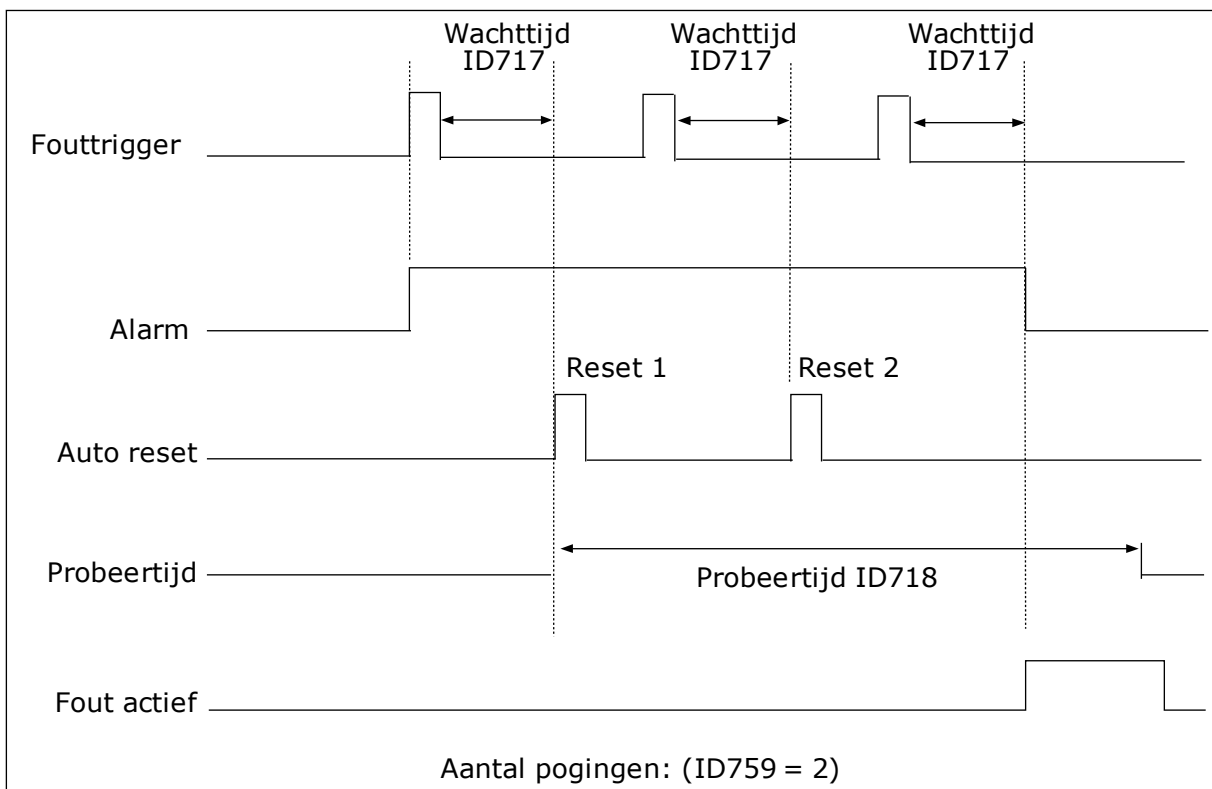 Wachttijd
ID717
Wachttijd
ID717
Wachttijd
ID717
Fouttrigger
Alarm
Reset 1
Reset 2
Auto reset
Probeertijd
Probeertijd ID718
Fout actief
Aantal pogingen: (ID759 = 2)